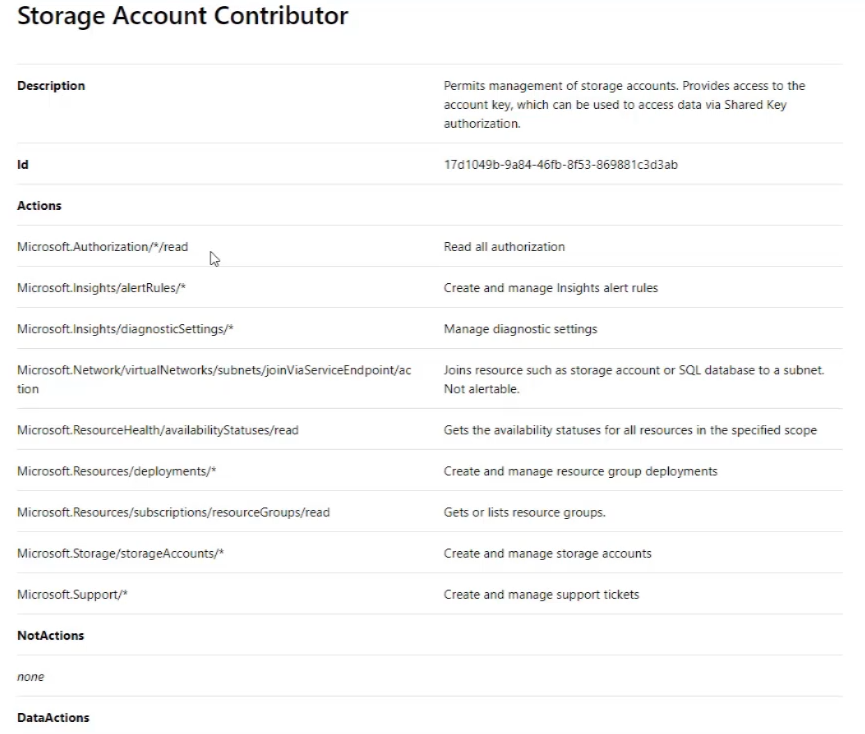 Storage Account Contributor
Description
Permits management of storage accounts. Provides access to the
account key, which can be used to access data via Shared Key
authorization.
Id
17d1049b-9a84-46fb-8f53-869881c3d3ab
Actions
Microsoft.Authorization/*/read
Read all authorization
Microsoft.Insights/alertRules/*
Create and manage Insights alert rules
Microsoft.Insights/diagnosticSettings/*
Manage diagnostic settings
Microsoft.Network/virtualNetworks/subnets/joinViaServiceEndpoint/ac
tion
Joins resource such as storage account or SQL database to a subnet.
Not alertable.
Microsoft.ResourceHealth/availabilityStatuses/read
Gets the availability statuses for all resources in the specified scope
Microsoft.Resources/deployments/*
Create and manage resource group deployments
Microsoft.Resources/subscriptions/resourceGroups/read
Gets or lists resource groups.
Microsoft.Storage/storageAccounts/*
Create and manage storage accounts
Microsoft.Support/*
Create and manage support tickets
NotActions
none
DataActions